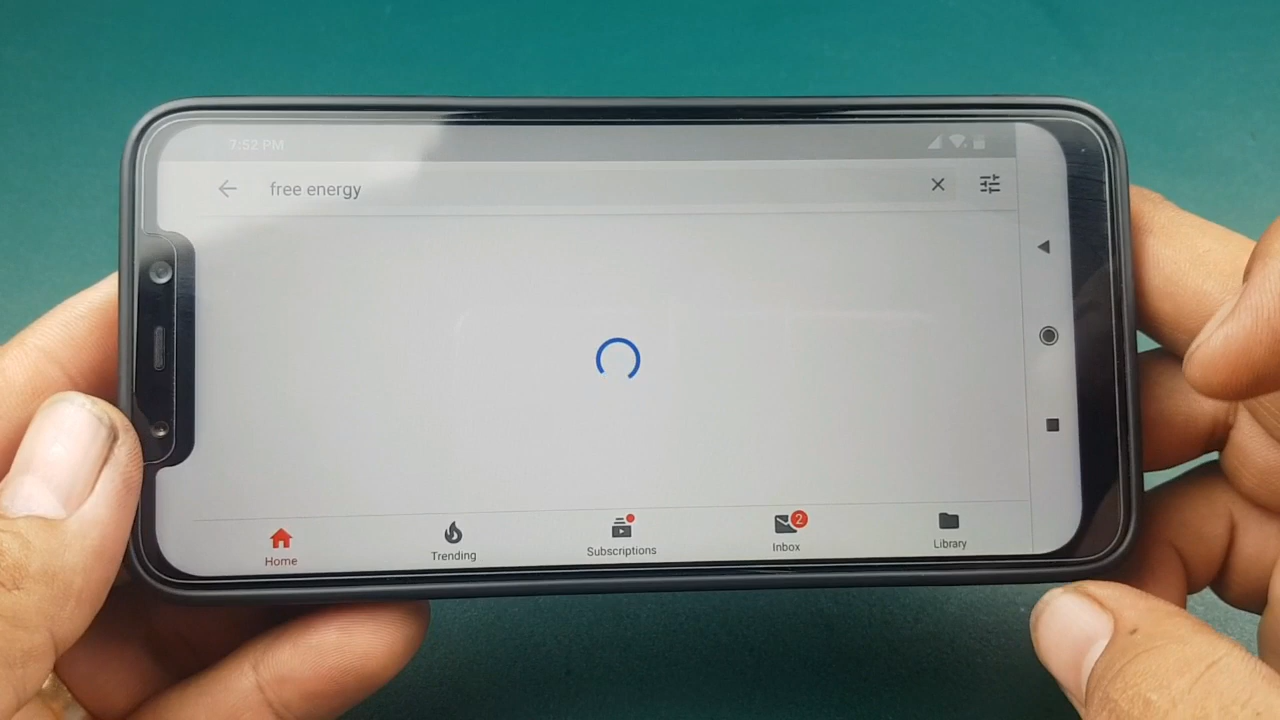 7:52 PM
free energy
Home
Trending
Subscriptions
2
Inbox
Library